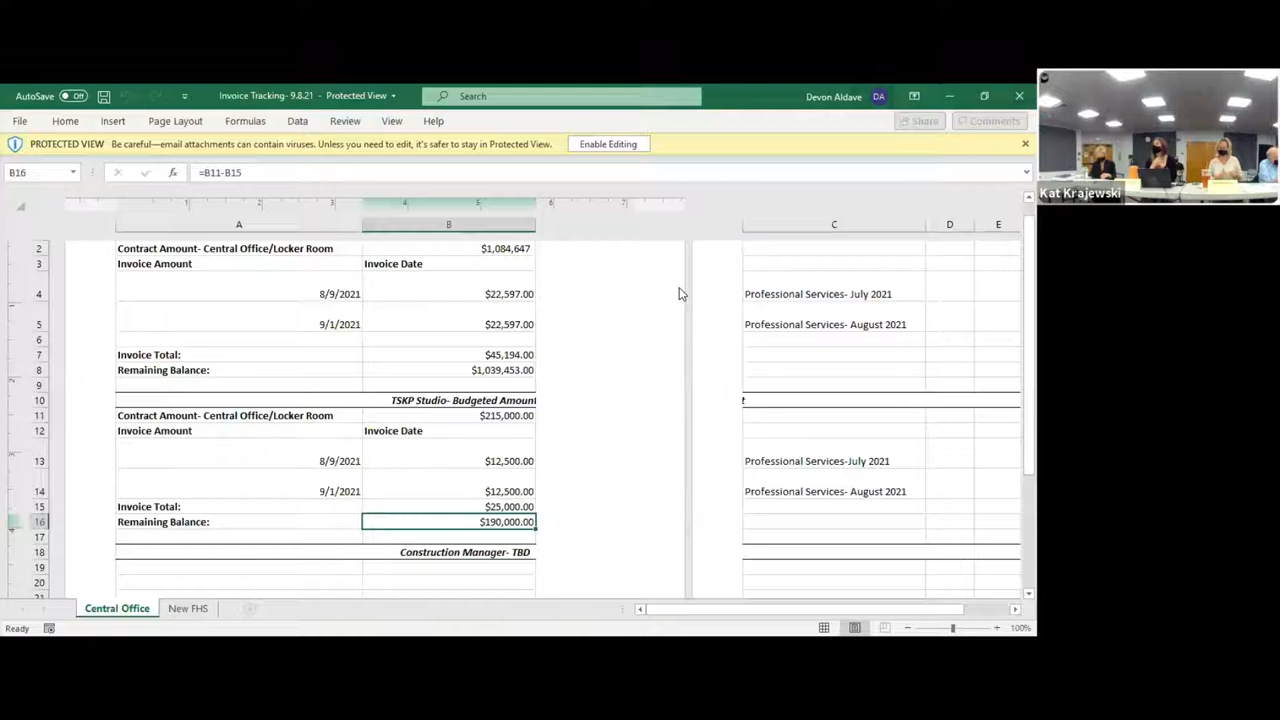 AutoSave Off Invoice Tracking- 9.8.21 - Protected View Search Devon Aldave DA
File Home Insert Page Layout Formulas Data Review View Help Share Comments
PROTECTED VIEW Be careful—email attachments can contain viruses. Unless you need to edit, it's safer to stay in Protected View. Enable Editing
B16 fx =B11-B15
Kat Krajewski
1 2 3 4 5 6 7
A B C D E
2 Contract Amount- Central Office/Locker Room $1,084,647
3 Invoice Amount Invoice Date
4 8/9/2021 $22,597.00 Professional Services- July 2021
5 9/1/2021 $22,597.00 Professional Services- August 2021
6
7 Invoice Total: $45,194.00
8 Remaining Balance: $1,039,453.00
9
10 TSKP Studio- Budgeted Amount
11 Contract Amount- Central Office/Locker Room $215,000.00
12 Invoice Amount Invoice Date
13 8/9/2021 $12,500.00 Professional Services-July 2021
14 9/1/2021 $12,500.00 Professional Services- August 2021
15 Invoice Total: $25,000.00
16 Remaining Balance: $190,000.00
17
18 Construction Manager- TBD
19
20
21
Central Office New FHS
Ready 100%